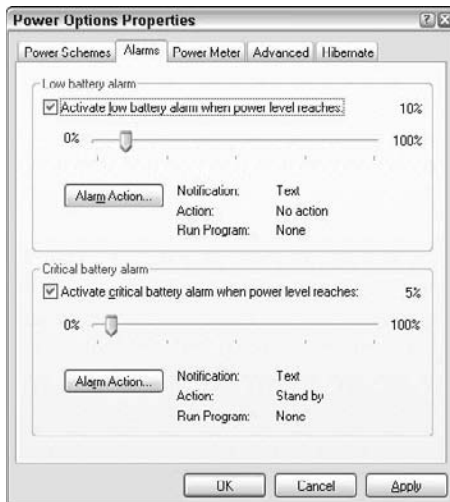 Power Options Properties
Power Schemes Alarms Power Meter Advanced Hibernate
Low battery alarm
Activate low battery alarm when power level reaches: 10%
0% 100%
Alarm Action... Notification: Text
Action: No action
Run Program: None
Critical battery alarm
Activate critical battery alarm when power level reaches: 5%
0% 100%
Alarm Action... Notification: Text
Action: Stand by
Run Program: None
OK Cancel Apply